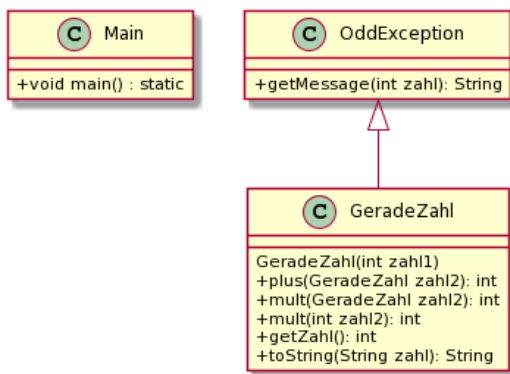 C Main
+void main() : static
C OddException
+getMessage(int zahl): String
C GeradeZahl
GeradeZahl(int zahl1)
+plus(GeradeZahl zahl2): int
+mult(GeradeZahl zahl2): int
+mult(int zahl2): int
+getZahl(): int
+toString(String zahl): String